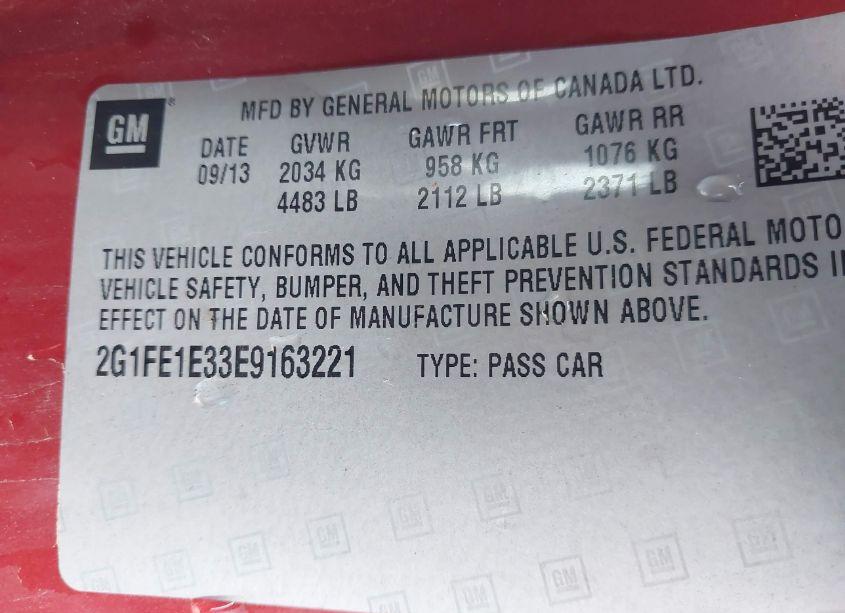 GM
MFD BY GENERAL MOTORS OF CANADA LTD.
DATE GVWR GAWR FRT GAWR RR
09/13 2034 KG 958 KG 1076 KG
4483 LB 2112 LB 2371 LB
THIS VEHICLE CONFORMS TO ALL APPLICABLE U.S. FEDERAL MOTO
VEHICLE SAFETY, BUMPER, AND THEFT PREVENTION STANDARDS I
EFFECT ON THE DATE OF MANUFACTURE SHOWN ABOVE.
2G1FE1E33E9163221 TYPE: PASS CAR